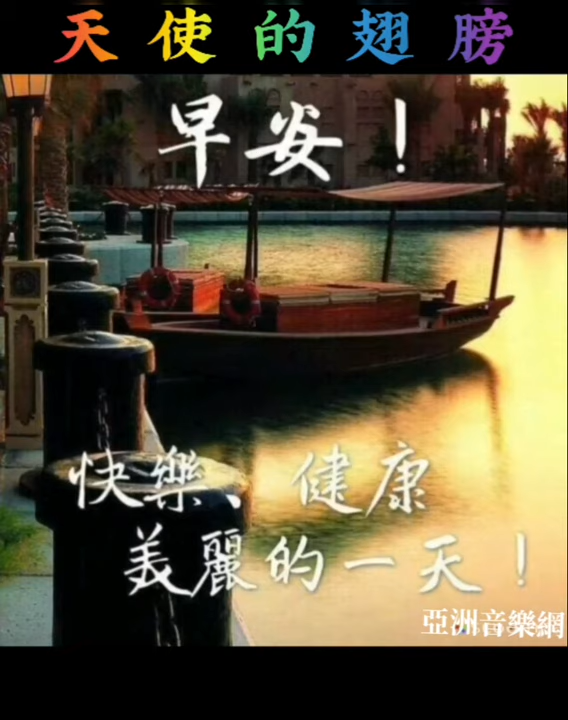 天使的翅膀
早安！
快樂、健康
美麗的一天！
亞洲音樂網